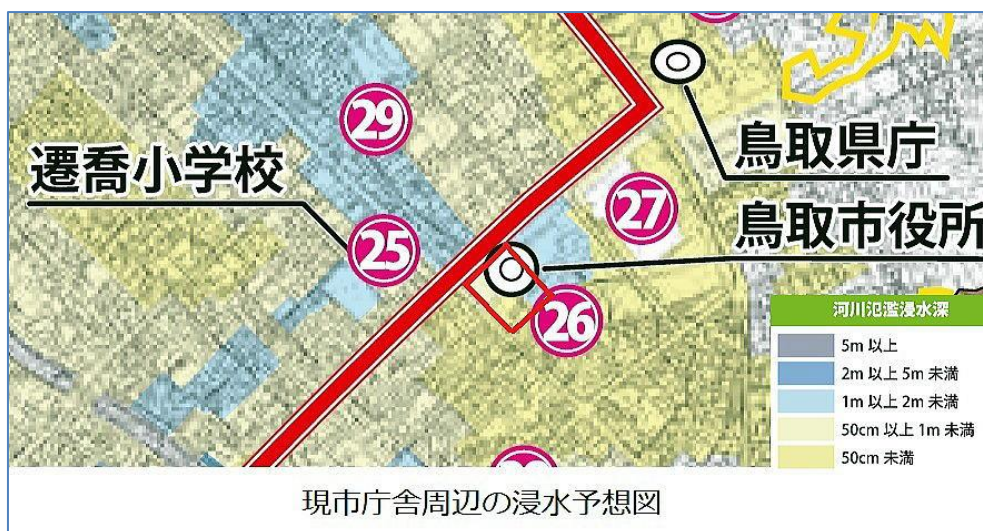 29
鳥取県庁
遷喬小学校
27
25
鳥取市役所
26
河川氾濫浸水深
5m 以上
2m 以上 5m 未満
1m 以上 2m 未満
50cm 以上 1m 未満
50cm 未満
現市庁舎周辺の浸水予想図